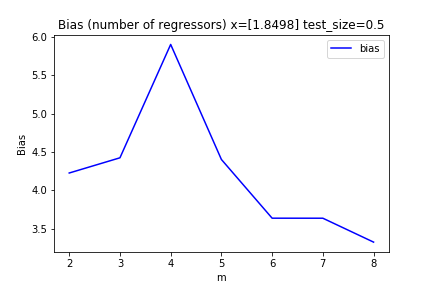 Bias (number of regressors) x=[1.8498] test_size=0.5
bias
6.0
5.5
5.0
4.5
4.0
3.5
Bias
2 3 4 5 6 7 8
m